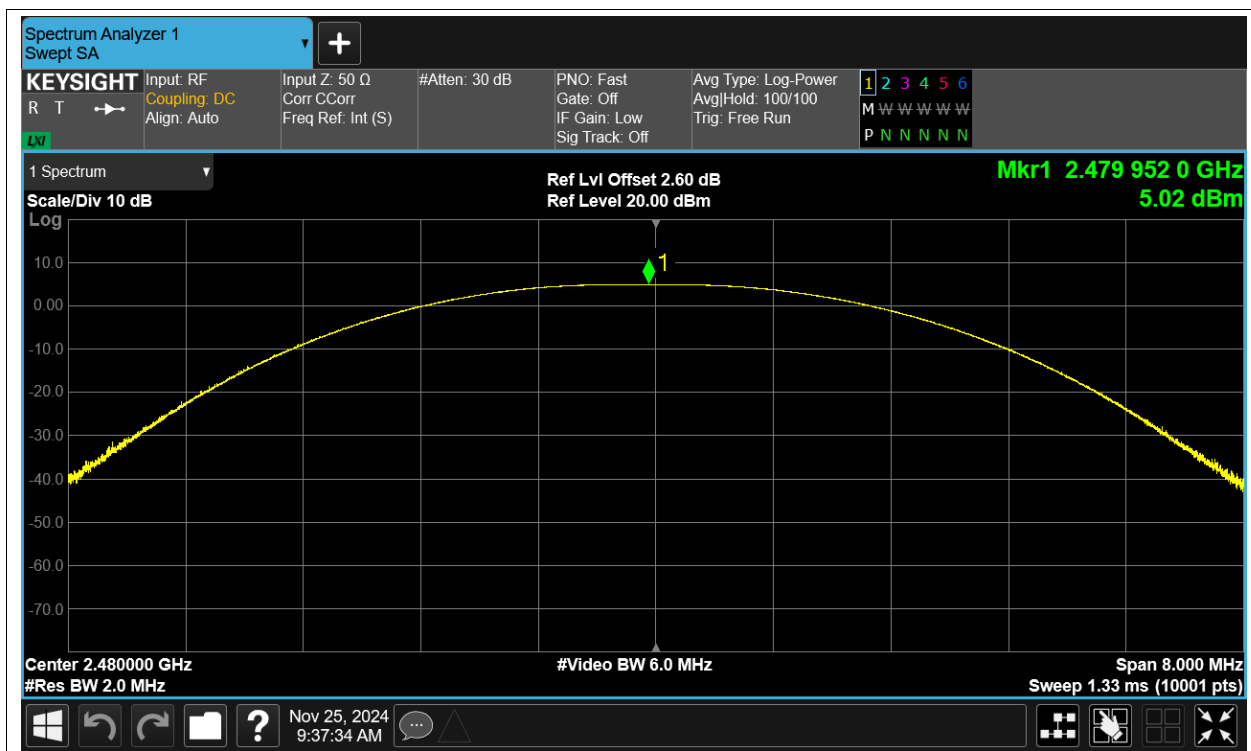 Spectrum Analyzer 1
Swept SA
KEYSIGHT
R T
LXI
Input: RF
Coupling: DC
Align: Auto
Input Z: 50 Ω
Corr CCorr
Freq Ref: Int (S)
#Atten: 30 dB
PNO: Fast
Gate: Off
IF Gain: Low
Sig Track: Off
Avg Type: Log-Power
Avg|Hold: 100/100
Trig: Free Run
1 2 3 4 5 6
M W W W W W
P N N N N N
1 Spectrum
Scale/Div 10 dB
Ref Lvl Offset 2.60 dB
Ref Level 20.00 dBm
Mkr1 2.479 952 0 GHz
5.02 dBm
Log
10.0
0.00
-10.0
-20.0
-30.0
-40.0
-50.0
-60.0
-70.0
1
Center 2.480000 GHz
#Res BW 2.0 MHz
#Video BW 6.0 MHz
Span 8.000 MHz
Sweep 1.33 ms (10001 pts)
?
Nov 25, 2024
9:37:34 AM